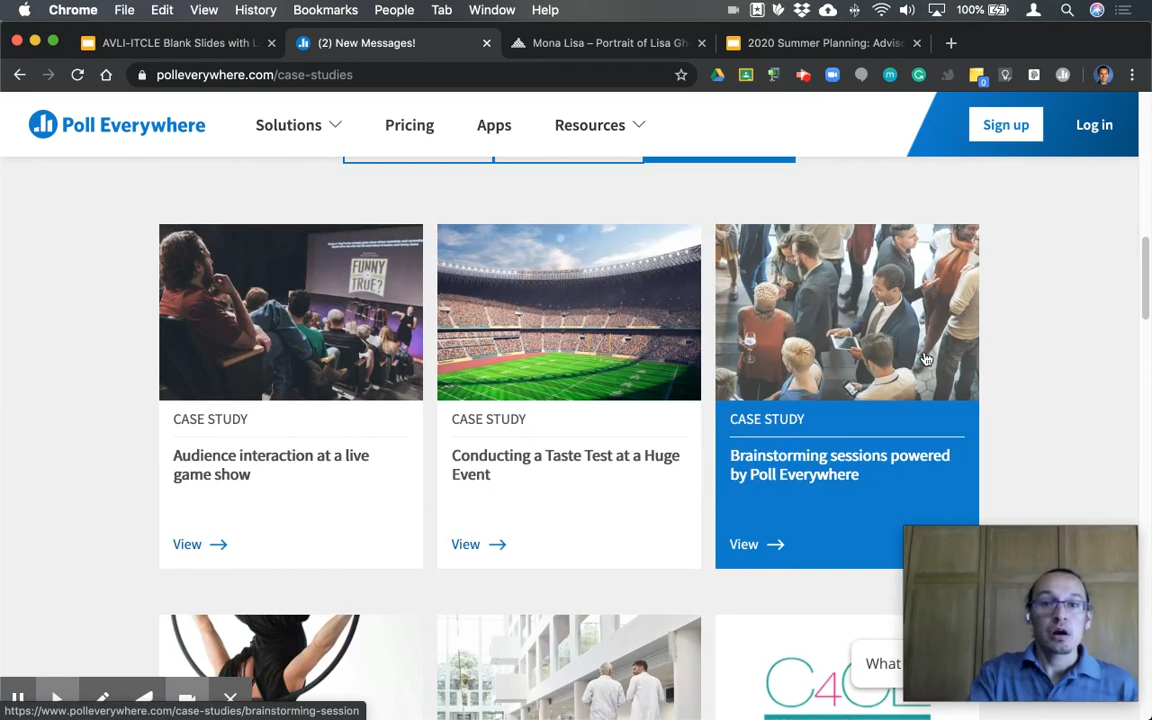 Chrome File Edit View History Bookmarks People Tab Window Help 100%
AVLI-ITCLE Blank Slides with L
(2) New Messages!
Mona Lisa – Portrait of Lisa Ghe
2020 Summer Planning: Adviso
polleverywhere.com/case-studies
0
Poll Everywhere
Solutions
Pricing
Apps
Resources
Sign up
Log in
FUNNY
TRUE?
CASE STUDY
Audience interaction at a live
game show
View
CASE STUDY
Conducting a Taste Test at a Huge
Event
View
CASE STUDY
Brainstorming sessions powered
by Poll Everywhere
View
What
https://www.polleverywhere.com/case-studies/brainstorming-session